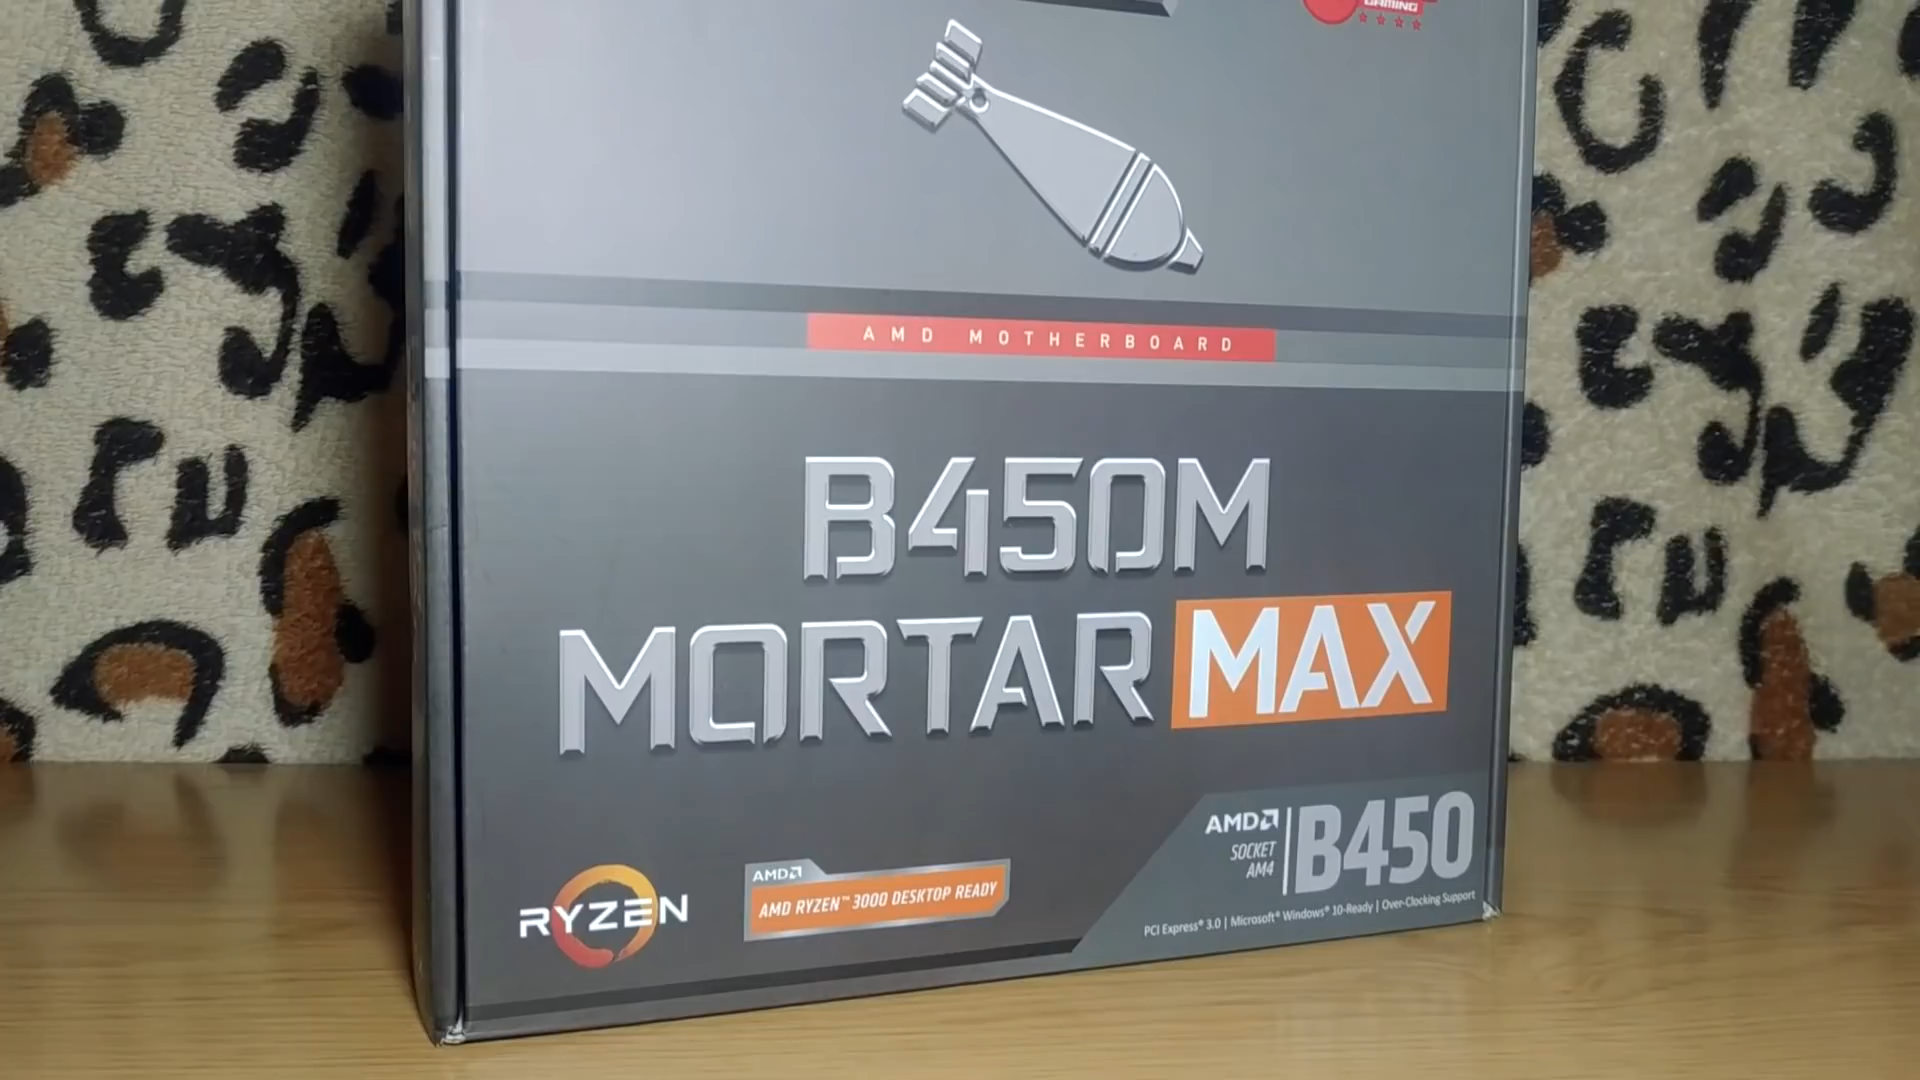 GAMING
AMD MOTHERBOARD
B450M
MORTAR MAX
RYZEN
AMD
AMD RYZEN™ 3000 DESKTOP READY
AMD
SOCKET
AM4
B450
PCI Express® 3.0 | Microsoft® Windows® 10-Ready | Over-Clocking Support